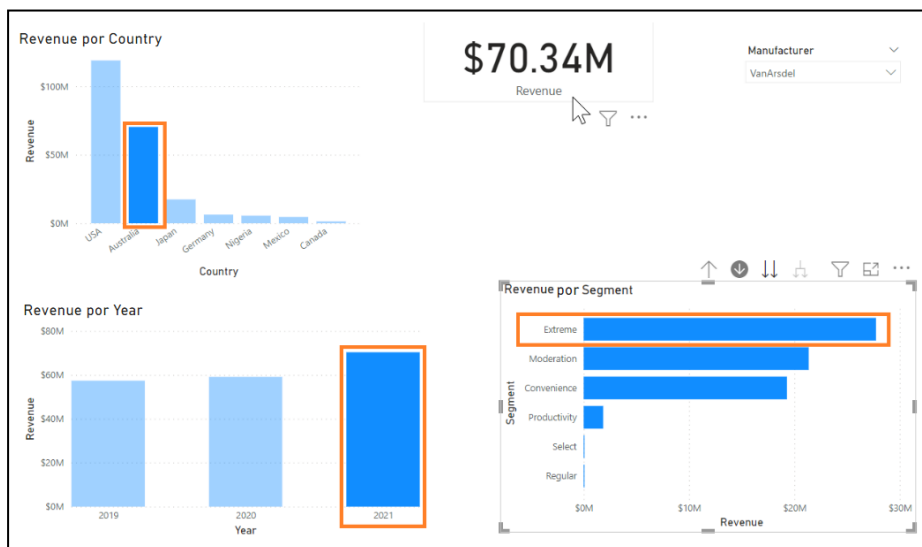 Revenue por Country
$100M
$50M
$0M
Revenue
USA
Australia
Japan
Germany
Nigeria
Mexico
Canada
Country
$70.34M
Revenue
Manufacturer
VanArsdel
Revenue por Year
$80M
$60M
$40M
$20M
$0M
Revenue
2019
2020
2021
Year
Revenue por Segment
Segment
Extreme
Moderation
Convenience
Productivity
Select
Regular
$0M
$10M
$20M
$30M
Revenue